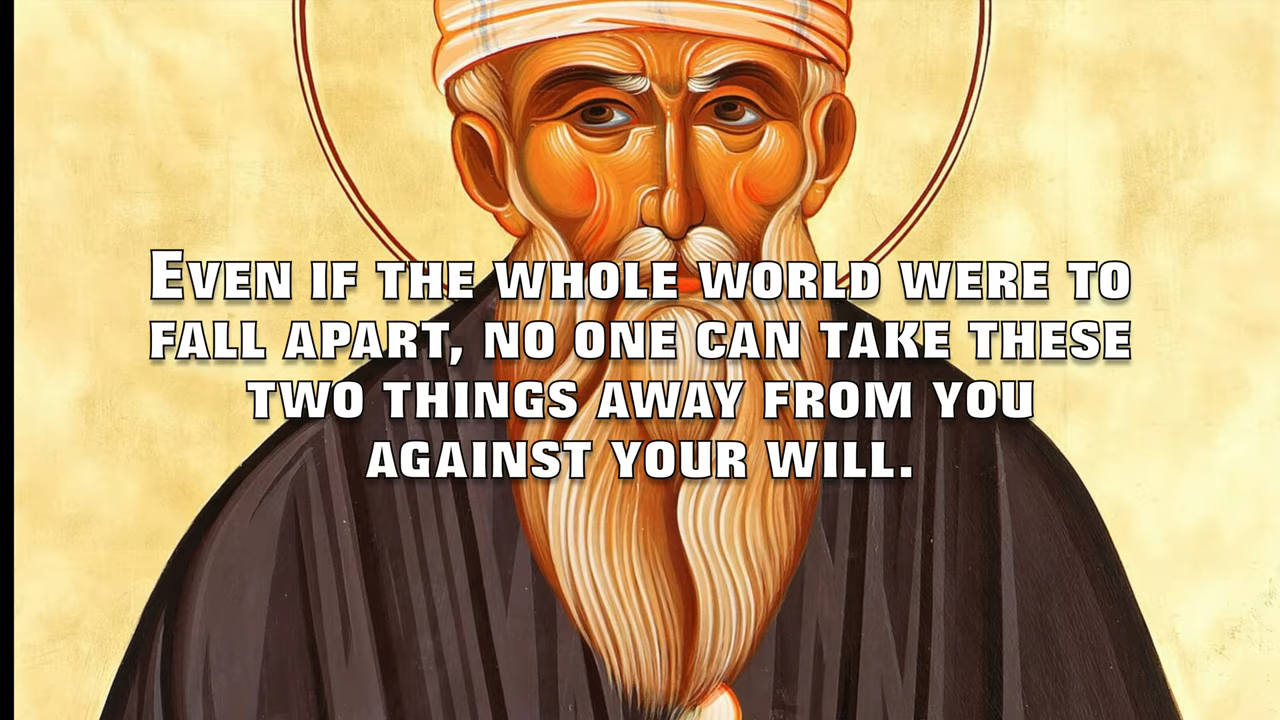 Even if the whole world were to
fall apart, no one can take these
two things away from you
against your will.